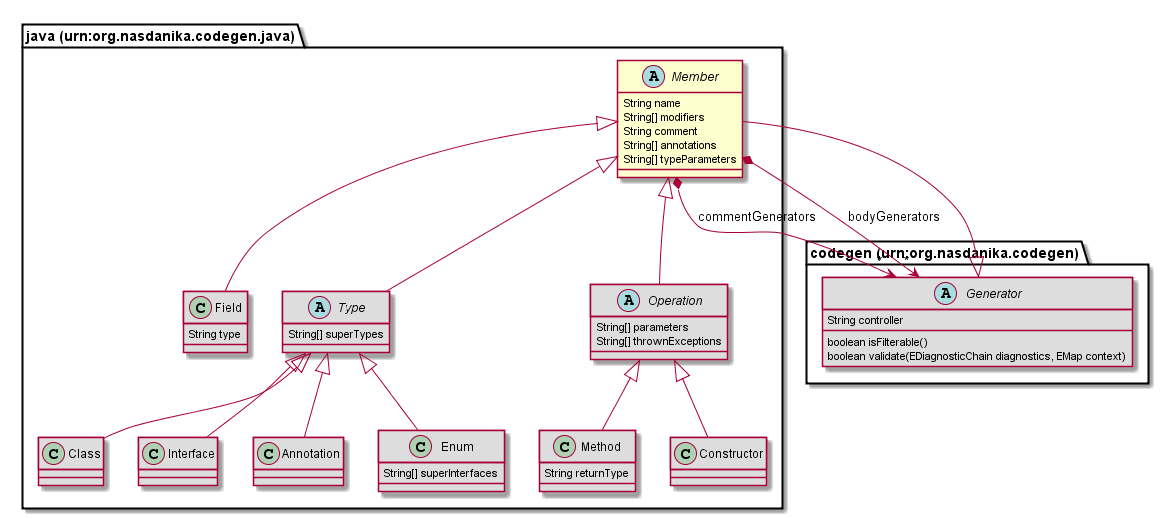 java (urn:org.nasdanika.codegen.java)
A Member
String name
String[] modifiers
String comment
String[] annotations
String[] typeParameters
commentGenerators
bodyGenerators
codegen (urn:org.nasdanika.codegen)
A Generator
String controller
boolean isFilterable()
boolean validate(EDiagnosticChain diagnostics, EMap context)
C Field
String type
A Type
String[] superTypes
A Operation
String[] parameters
String[] thrownExceptions
C Class
C Interface
C Annotation
C Enum
String[] superInterfaces
C Method
String returnType
C Constructor